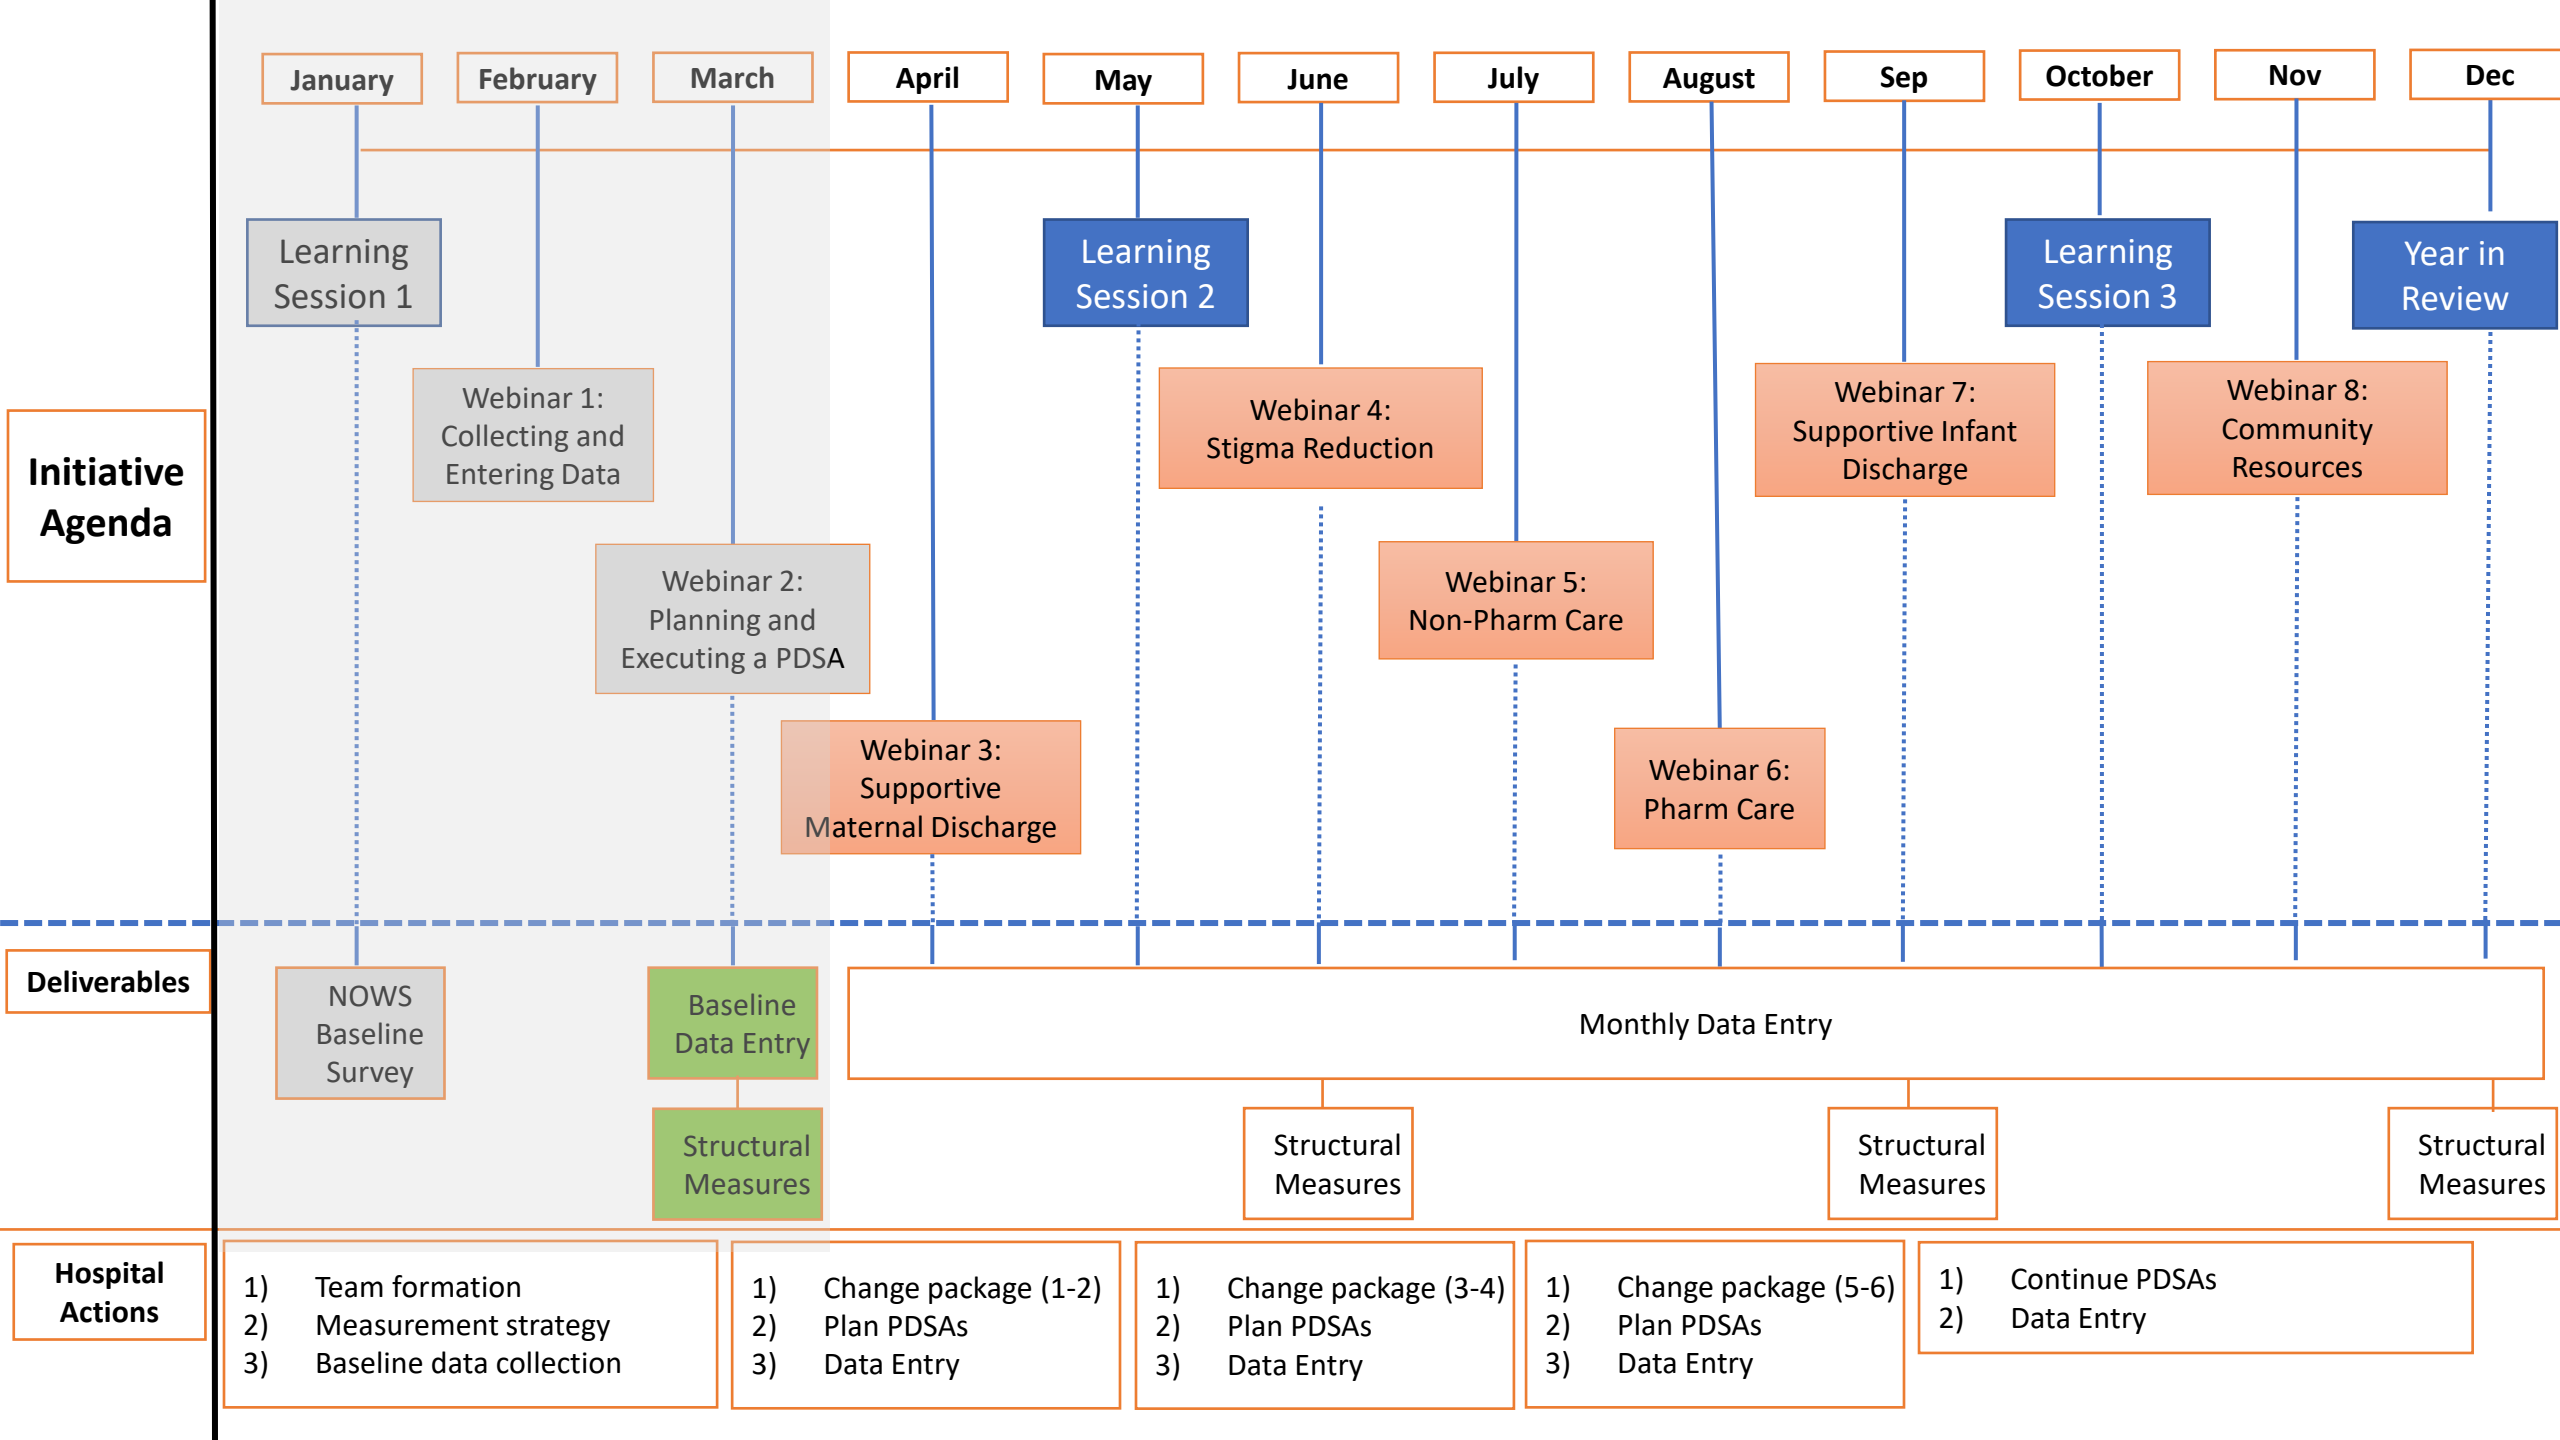 January
February
March
April
May
June
July
August
Sep
October
Nov
Dec
Initiative
Agenda
Learning
Session 1
Learning
Session 2
Learning
Session 3
Year in
Review
Webinar 1:
Collecting and
Entering Data
Webinar 2:
Planning and
Executing a PDSA
Webinar 3:
Supportive
Maternal Discharge
Webinar 4:
Stigma Reduction
Webinar 5:
Non-Pharm Care
Webinar 6:
Pharm Care
Webinar 7:
Supportive Infant
Discharge
Webinar 8:
Community
Resources
Deliverables
NOWS
Baseline
Survey
Baseline
Data Entry
Structural
Measures
Monthly Data Entry
Structural
Measures
Structural
Measures
Structural
Measures
Hospital
Actions
1) Team formation
2) Measurement strategy
3) Baseline data collection
1) Change package (1-2)
2) Plan PDSAs
3) Data Entry
1) Change package (3-4)
2) Plan PDSAs
3) Data Entry
1) Change package (5-6)
2) Plan PDSAs
3) Data Entry
1) Continue PDSAs
2) Data Entry